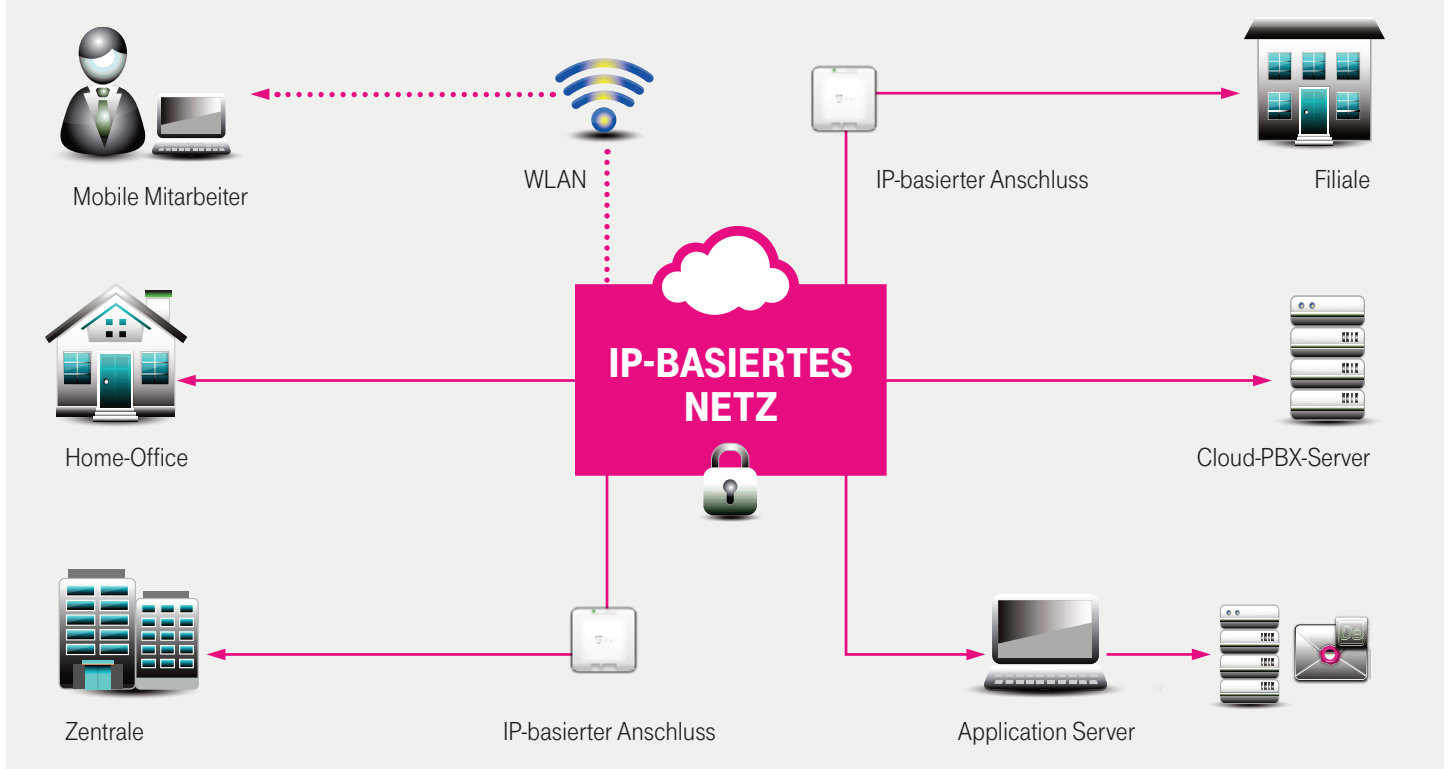 WLAN
IP-basierter Anschluss
Filiale
Mobile Mitarbeiter
IP-BASIERTES
NETZ
Home-Office
Cloud-PBX-Server
Zentrale
IP-basierter Anschluss
Application Server